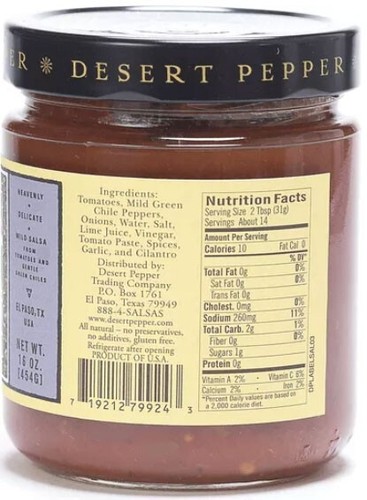 ER ✺ DESERT PEPPER
HEAVENLY
•
DELICATE
•
MILD SALSA
FROM
TOMATOES AND
GENTLE
GREEN CHILES
EL PASO, TX
USA
NET WT.
16 OZ.
(454G)
Ingredients:
Tomatoes, Mild Green
Chile Peppers,
Onions, Water, Salt,
Lime Juice, Vinegar,
Tomato Paste, Spices,
Garlic, and Cilantro
Distributed by:
Desert Pepper
Trading Company
P.O. Box 1761
El Paso, Texas 79949
888-4-SALSAS
www.desertpepper.com
All natural – no preservatives,
no additives, gluten free.
Refrigerate after opening
PRODUCT OF U.S.A.
7 19212 79924 3
Nutrition Facts
Serving Size 2 Tbsp (31g)
Servings About 14
Amount Per Serving
Calories 10 Fat Cal 0
% DV*
Total Fat 0g 0%
Sat Fat 0g 0%
Trans Fat 0g
Cholest. 0mg 0%
Sodium 260mg 11%
Total Carb. 2g 1%
Fiber 0g 0%
Sugars 1g
Protein 0g
Vitamin A 2% • Vitamin C 6%
Calcium 2% • Iron 2%
*Percent Daily values are based on
a 2,000 calorie diet.
DPLABELSAL03